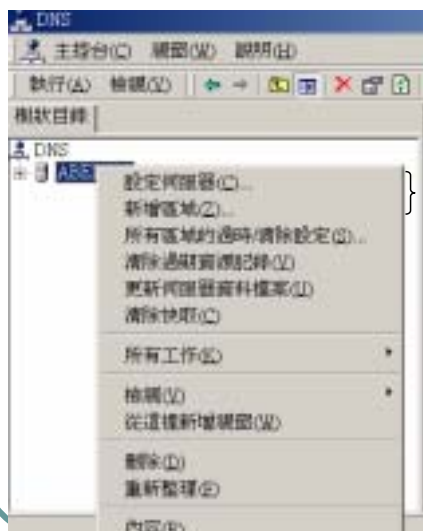 DNS
主控台(C) 視窗(W) 說明(H)
執行(A) 檢視(V)
樹狀目錄
DNS
設定伺服器(C)...
新增區域(Z)...
所有區域的過時/清除設定(S)...
清除過期資源記錄(V)
更新伺服器資料檔案(U)
清除快取(C)
所有工作(K)
檢視(V)
從這裡新增視窗(W)
刪除(D)
重新整理(F)
內容(R)